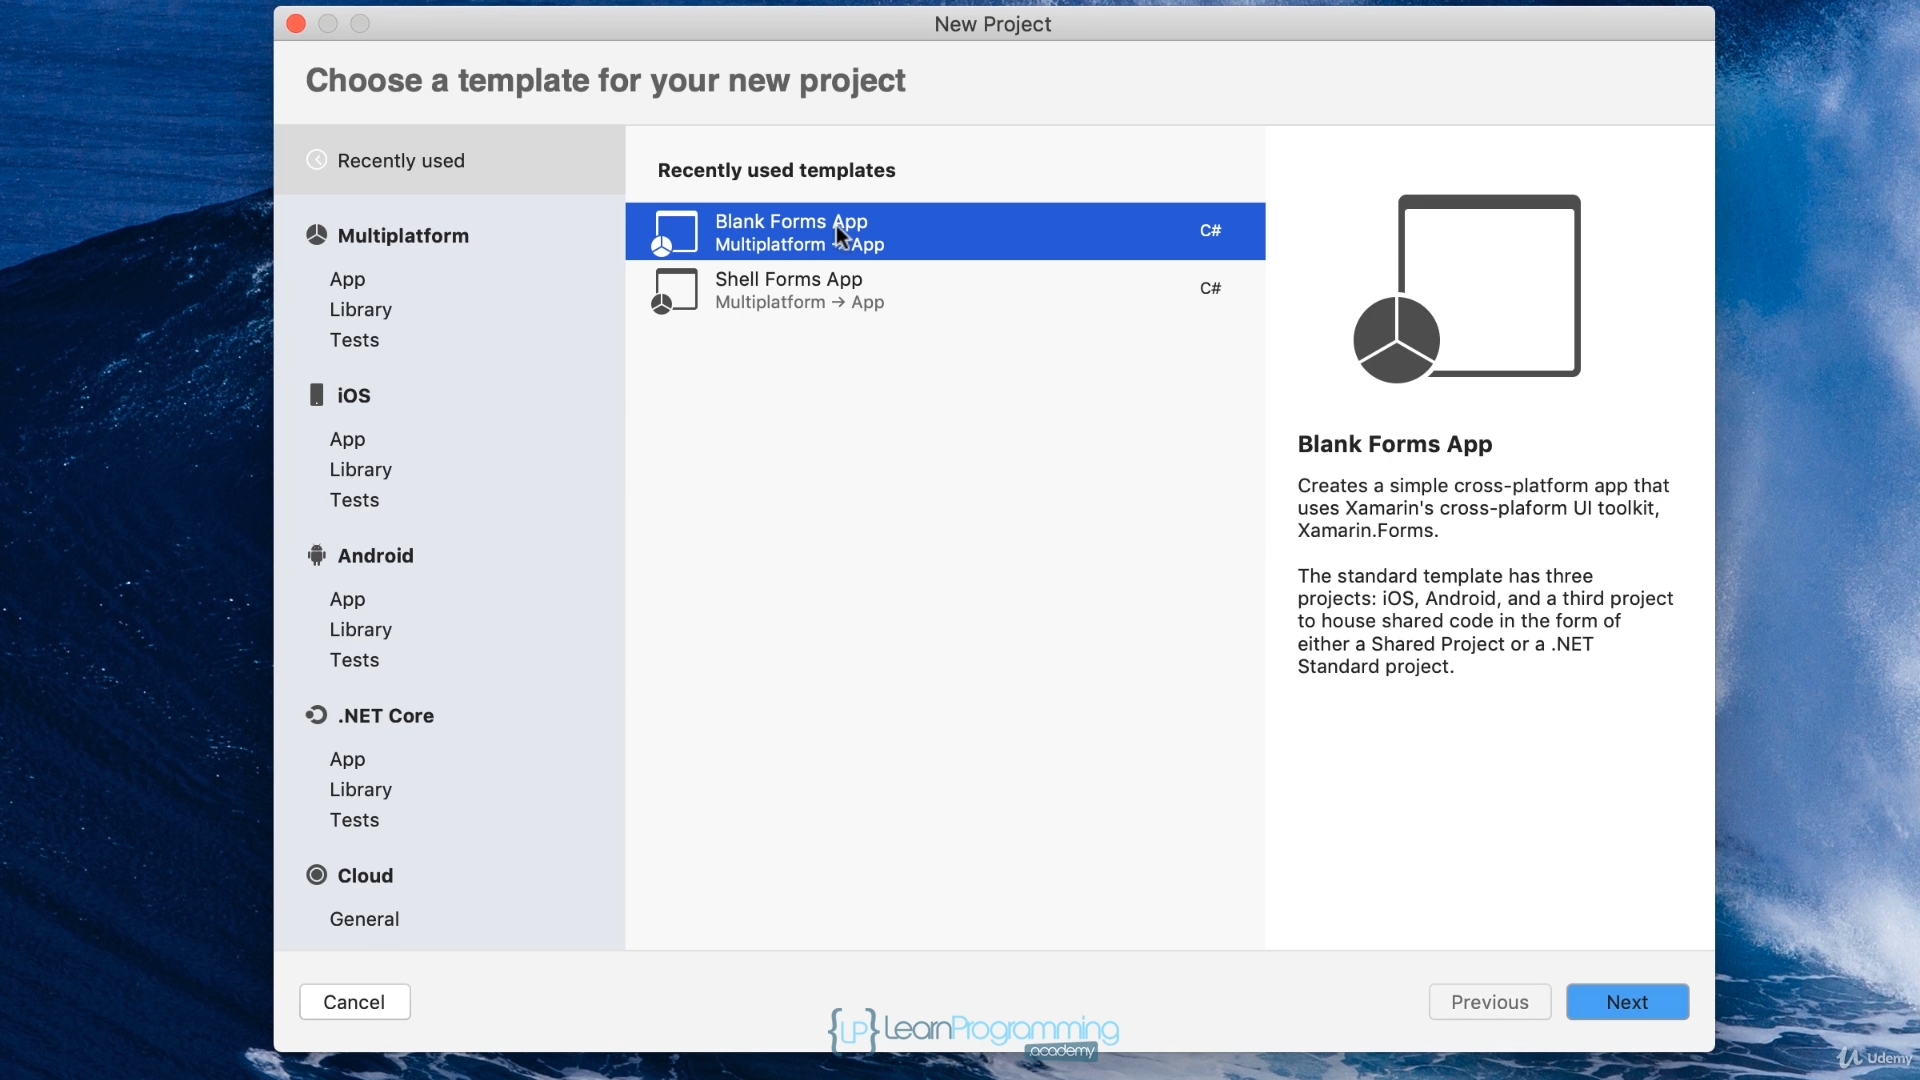 New Project
Choose a template for your new project
Recently used
Multiplatform
App
Library
Tests
iOS
App
Library
Tests
Android
App
Library
Tests
.NET Core
App
Library
Tests
Cloud
General
Recently used templates
Blank Forms App
C#
Multiplatform → App
Shell Forms App
C#
Multiplatform → App
Blank Forms App
Creates a simple cross-platform app that
uses Xamarin's cross-plaform UI toolkit,
Xamarin.Forms.
The standard template has three
projects: iOS, Android, and a third project
to house shared code in the form of
either a Shared Project or a .NET
Standard project.
Cancel
Previous
Next
{LP} LearnProgramming
academy
Udemy